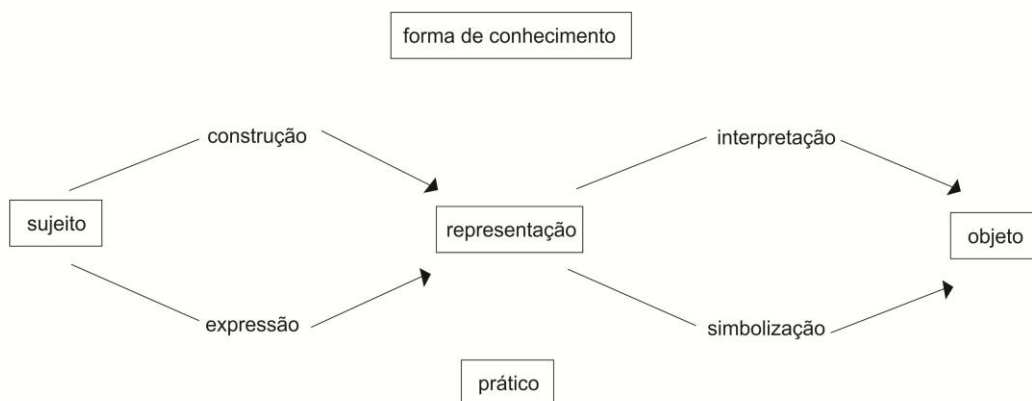 forma de conhecimento
construção
interpretação
sujeito
representação
objeto
expressão
simbolização
prático